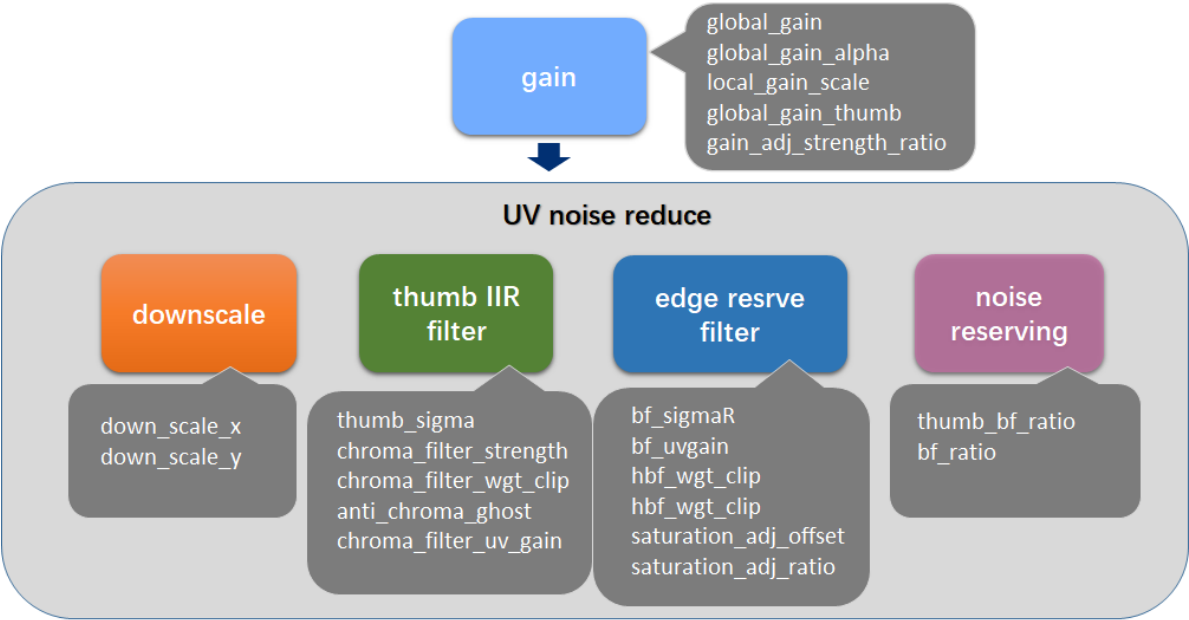 gain
global_gain
global_gain_alpha
local_gain_scale
global_gain_thumb
gain_adj_strength_ratio
UV noise reduce
downscale
down_scale_x
down_scale_y
thumb IIR
filter
thumb_sigma
chroma_filter_strength
chroma_filter_wgt_clip
anti_chroma_ghost
chroma_filter_uv_gain
edge resrve
filter
bf_sigmaR
bf_uvgain
hbf_wgt_clip
hbf_wgt_clip
saturation_adj_offset
saturation_adj_ratio
noise
reserving
thumb_bf_ratio
bf_ratio